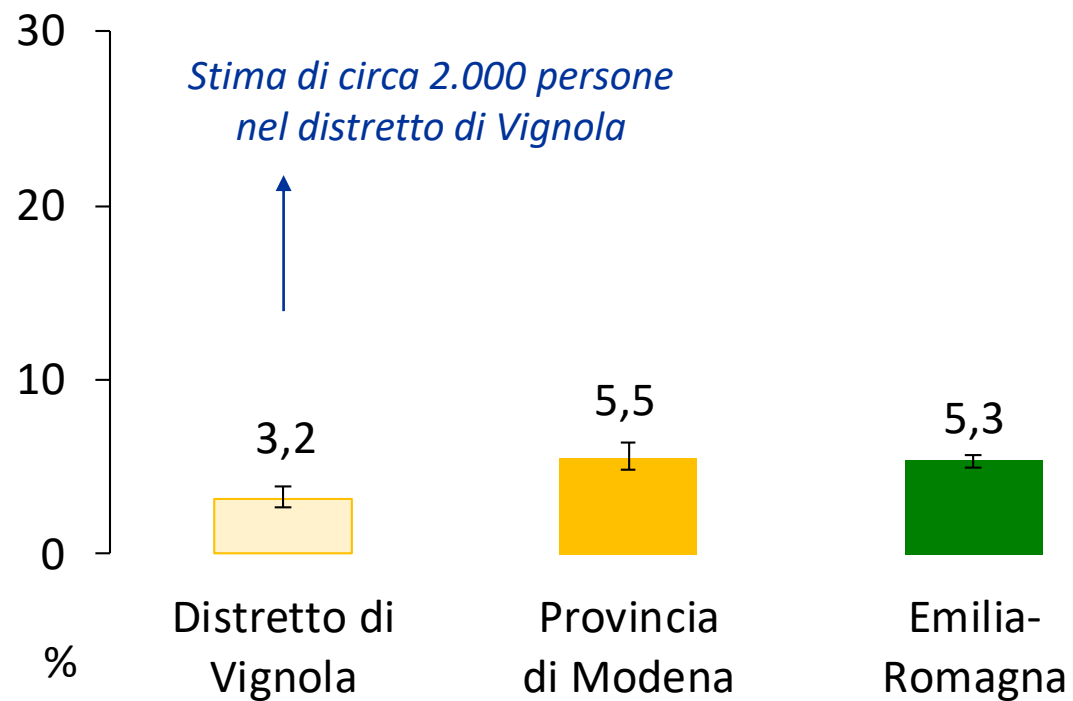 30
Stima di circa 2.000 persone
nel distretto di Vignola
20
10
3,2
5,5
5,3
0
%
Distretto di
Vignola
Provincia
di Modena
Emilia-
Romagna